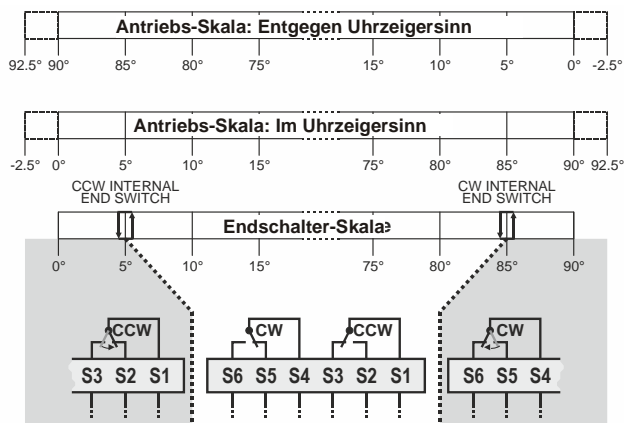 Antriebs-Skala: Entgegen Uhrzeigersinn
92.5° 90° 85° 80° 75° 15° 10° 5° 0° -2.5°
Antriebs-Skala: Im Uhrzeigersinn
-2.5° 0° 5° 10° 15° 75° 80° 85° 90° 92.5°
CCW INTERNAL
END SWITCH
CW INTERNAL
END SWITCH
Endschalter-Skala
0° 5° 10° 15° 75° 80° 85° 90°
CCW CW CCW CW
S3 S2 S1 S6 S5 S4 S3 S2 S1 S6 S5 S4